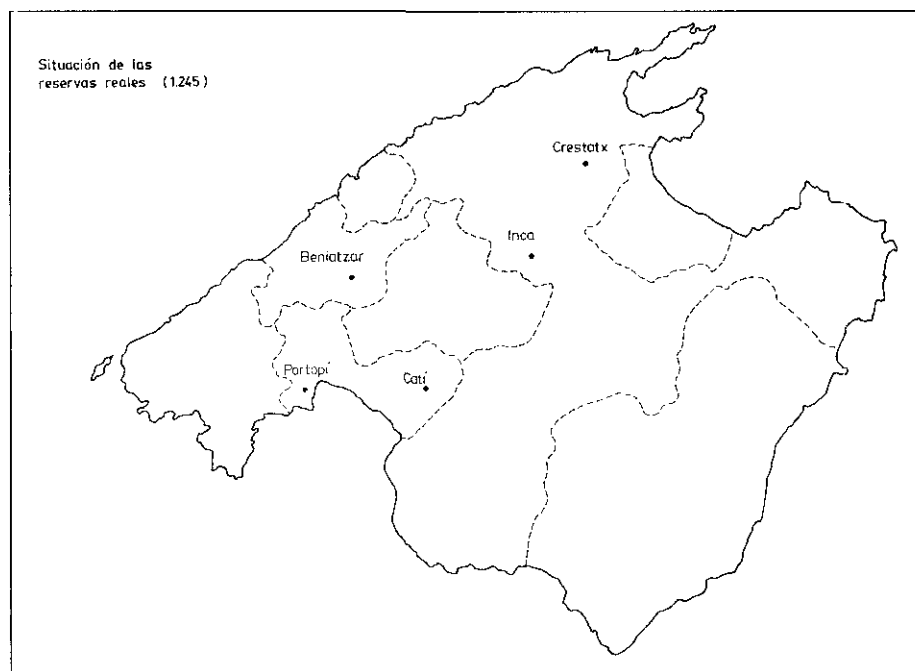 Situación de las
reservas reales (1.245)
Crestatx
Inca
Beniatzar
Portopí
Catí